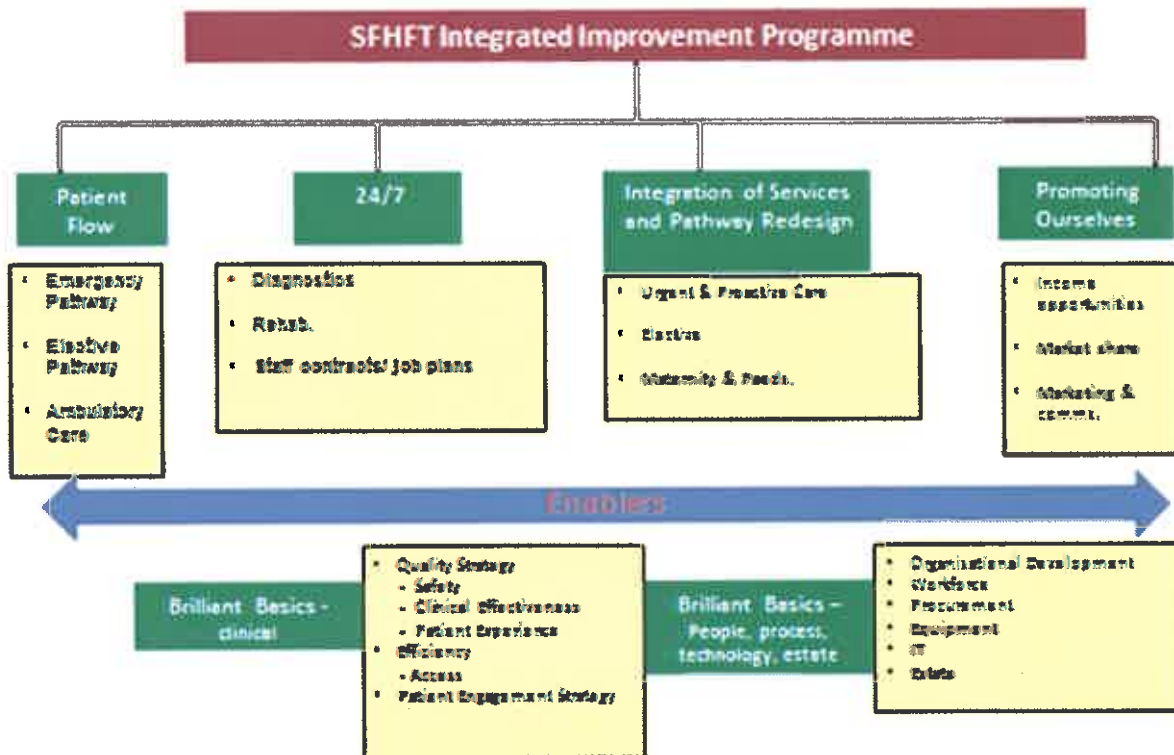 SFHFT Integrated Improvement Programme
Patient
Flow
24/7
Integration of Services
and Pathway Redesign
Promoting
Ourselves
• Emergency
Pathway
• Elective
Pathway
• Ambulatory
Care
• Diagnostics
• Rehab.
• Staff contracts/ job plans
• Urgent & Proactive Care
• Elective
• Maternity & Paeds.
• Income
opportunities
• Market share
• Marketing &
comms.
Enablers
Brilliant Basics -
clinical
• Quality Strategy
- Safety
- Clinical Effectiveness
- Patient Experience
• Efficiency
- Access
• Patient Engagement Strategy
Brilliant Basics –
People, process,
technology, estate
• Organisational Development
• Workforce
• Procurement
• Equipment
• IT
• Estate